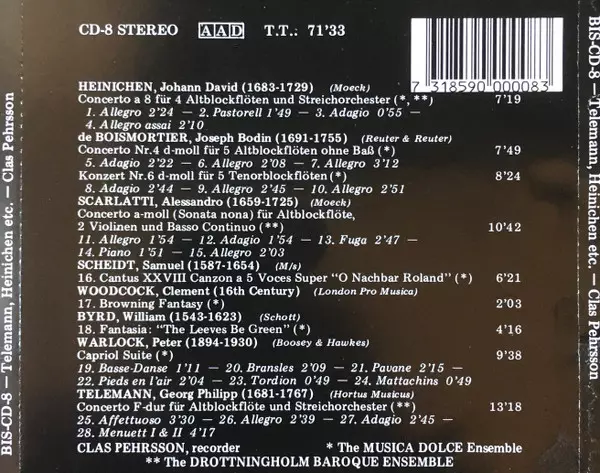 CD-8 STEREO AAD T.T.: 71'33
7 318590 000083
HEINICHEN, Johann David (1683-1729) (Moeck)
Concerto a 8 für 4 Altblockflöten und Streichorchester (*, **) 7'19
1. Allegro 2'24 — 2. Pastorell 1'49 — 3. Adagio 0'55 —
4. Allegro assai 2'10
de BOISMORTIER, Joseph Bodin (1691-1755) (Reuter & Reuter)
Concerto Nr.4 d-moll für 5 Altblockflöten ohne Baß (*) 7'49
5. Adagio 2'22 — 6. Allegro 2'08 — 7. Allegro 3'12
Konzert Nr.6 d-moll für 5 Tenorblockflöten (*) 8'24
8. Adagio 2'44 — 9. Allegro 2'45 — 10. Allegro 2'51
SCARLATTI, Alessandro (1659-1725) (Moeck)
Concerto a-moll (Sonata nona) für Altblockflöte,
2 Violinen und Basso Continuo (**) 10'42
11. Allegro 1'54 — 12. Adagio 1'54 — 13. Fuga 2'47 —
14. Piano 1'51 — 15. Allegro 2'03
SCHEIDT, Samuel (1587-1654) (M/s)
16. Cantus XXVIII Canzon a 5 Voces Super "O Nachbar Roland" (*) 6'21
WOODCOCK, Clement (16th Century) (London Pro Musica)
17. Browning Fantasy (*) 2'03
BYRD, William (1543-1623) (Schott)
18. Fantasia: "The Leeves Be Green" (*) 4'16
WARLOCK, Peter (1894-1930) (Boosey & Hawkes)
Capriol Suite (*) 9'38
19. Basse-Danse 1'11 — 20. Bransles 2'09 — 21. Pavane 2'15 —
22. Pieds en l'air 2'04 — 23. Tordion 0'49 — 24. Mattachins 0'49
TELEMANN, Georg Philipp (1681-1767) (Hortus Musicus)
Concerto F-dur für Altblockflöte und Streichorchester (**) 13'18
25. Affettuoso 3'30 — 26. Allegro 2'39 — 27. Adagio 2'45 —
28. Menuett I & II 4'17
CLAS PEHRSSON, recorder * The MUSICA DOLCE Ensemble
** The DROTTNINGHOLM BAROQUE ENSEMBLE
BIS-CD-8 — Telemann, Heinichen etc. — Clas Pehrsson
BIS-CD-8 — Telemann, Heinichen etc. — Clas Pehrsson